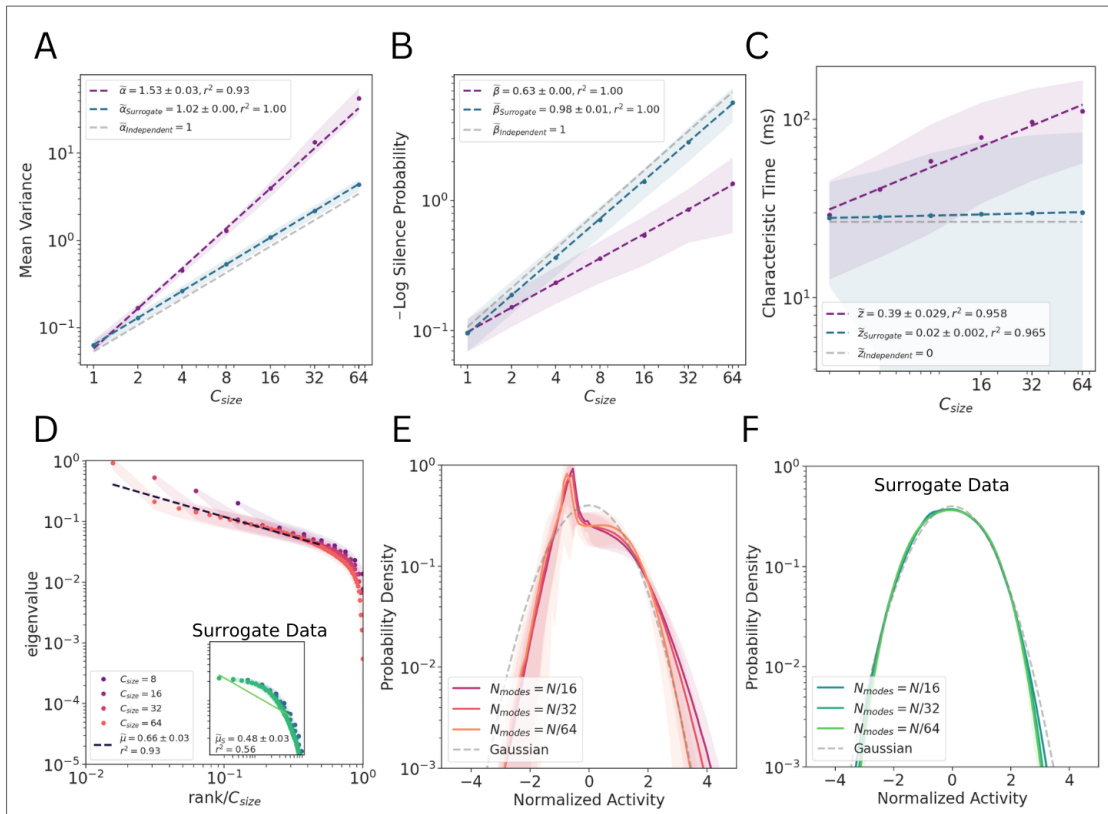 A
α̃ = 1.53 ± 0.03, r² = 0.93
α̃Surrogate = 1.02 ± 0.00, r² = 1.00
α̃Independent = 1
Mean Variance
10¹
10⁰
10⁻¹
1 2 4 8 16 32 64
Csize
B
β̃ = 0.63 ± 0.00, r² = 1.00
β̃Surrogate = 0.98 ± 0.01, r² = 1.00
β̃Independent = 1
−Log Silence Probability
10⁰
10⁻¹
1 2 4 8 16 32 64
Csize
C
Characteristic Time (ms)
10²
10¹
z̃ = 0.39 ± 0.029, r² = 0.958
z̃Surrogate = 0.02 ± 0.002, r² = 0.965
z̃Independent = 0
16 32 64
Csize
D
eigenvalue
10⁰
10⁻¹
10⁻²
10⁻³
10⁻⁴
10⁻⁵
Surrogate Data
μ̃S = 0.48 ± 0.03
r² = 0.56
Csize = 8
Csize = 16
Csize = 32
Csize = 64
μ̃ = 0.66 ± 0.03
r² = 0.93
10⁻² 10⁻¹ 10⁰
rank/Csize
E
Probability Density
10⁰
10⁻¹
10⁻²
10⁻³
Nmodes = N/16
Nmodes = N/32
Nmodes = N/64
Gaussian
−4 −2 0 2 4
Normalized Activity
F
Surrogate Data
Probability Density
10⁰
10⁻¹
10⁻²
10⁻³
Nmodes = N/16
Nmodes = N/32
Nmodes = N/64
Gaussian
−4 −2 0 2 4
Normalized Activity